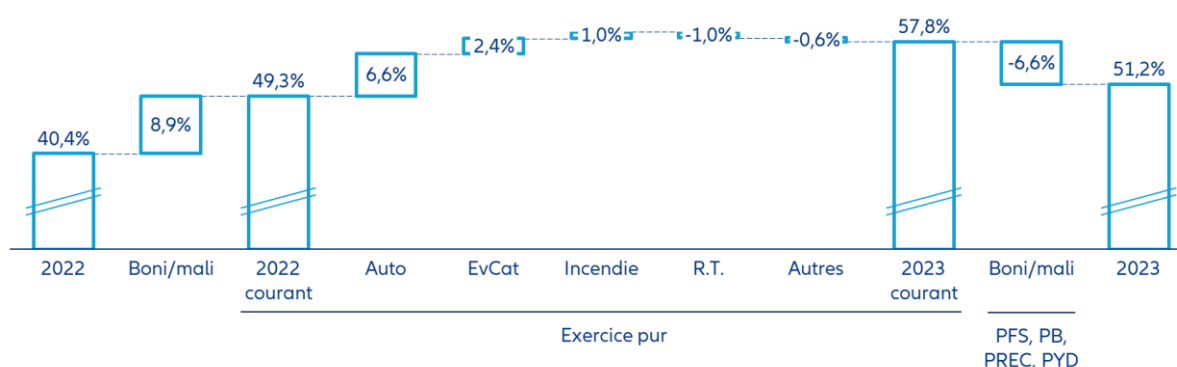 40,4%
8,9%
49,3%
6,6%
2,4%
1,0%
-1,0%
-0,6%
57,8%
-6,6%
51,2%
2022
Boni/mali
2022
courant
Auto
EvCat
Incendie
R.T.
Autres
2023
courant
Boni/mali
2023
Exercice pur
PFS, PB,
PREC. PYD